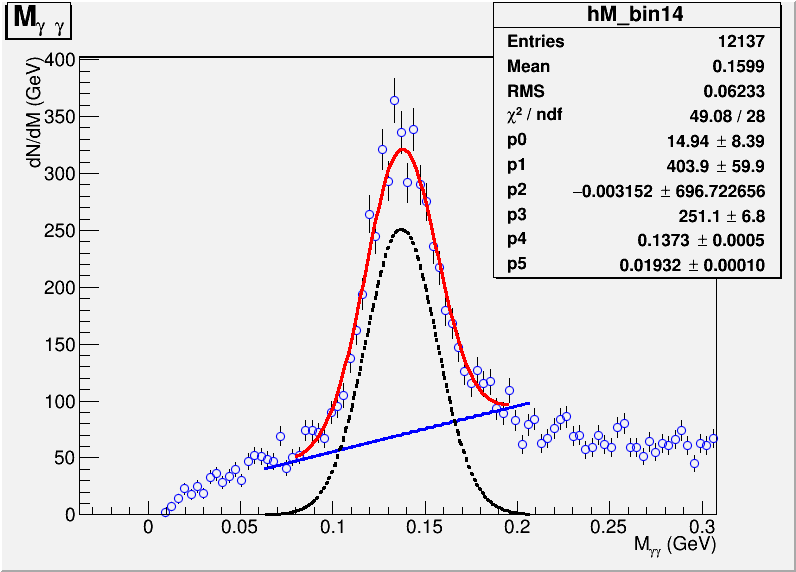 M_γ γ
hM_bin14
Entries 12137
Mean 0.1599
RMS 0.06233
χ² / ndf 49.08 / 28
p0 14.94 ± 8.39
p1 403.9 ± 59.9
p2 −0.003152 ± 696.722656
p3 251.1 ± 6.8
p4 0.1373 ± 0.0005
p5 0.01932 ± 0.00010
dN/dM (GeV)
400
350
300
250
200
150
100
50
0
0 0.05 0.1 0.15 0.2 0.25 0.3
M_γγ (GeV)